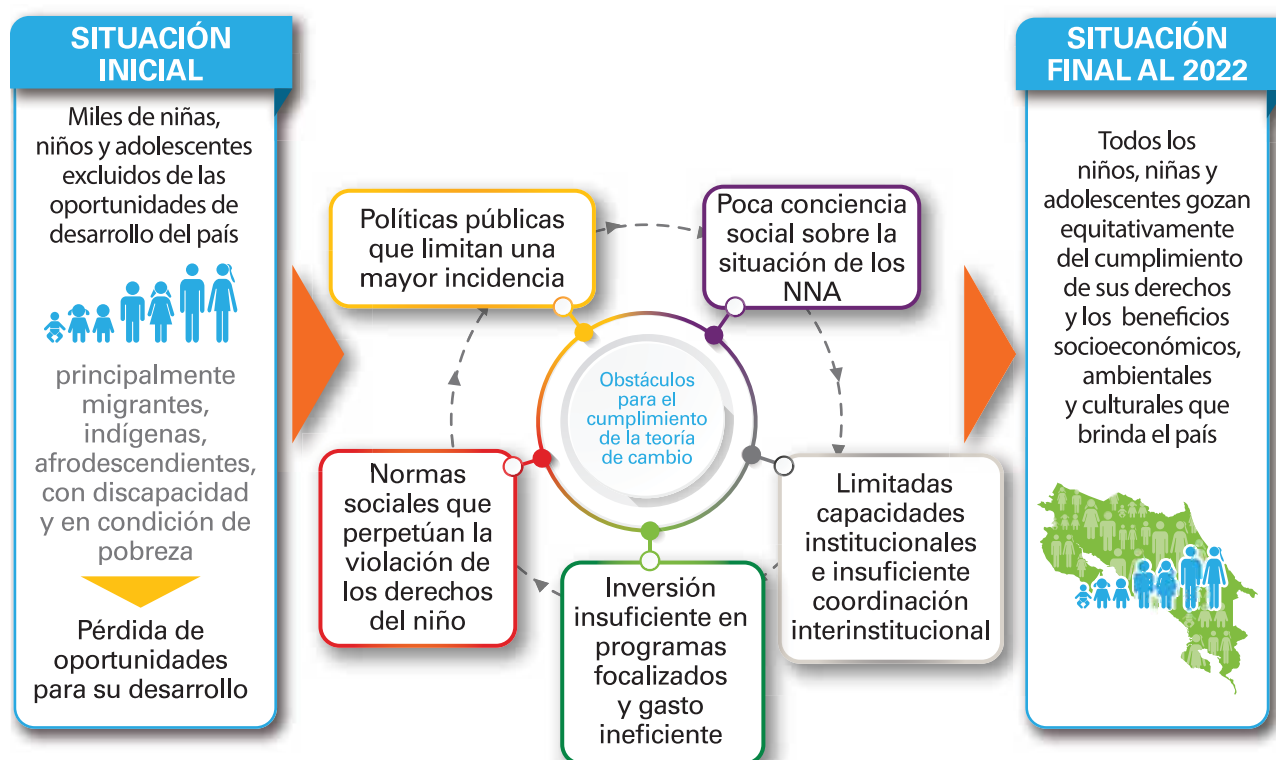 SITUACIÓN
INICIAL
Miles de niñas,
niños y adolescentes
excluidos de las
oportunidades de
desarrollo del país
principalmente
migrantes,
indígenas,
afrodescendientes,
con discapacidad
y en condición de
pobreza
Pérdida de
oportunidades
para su desarrollo
Políticas públicas
que limitan una
mayor incidencia
Poca conciencia
social sobre la
situación de los
NNA
Obstáculos
para el
cumplimiento
de la teoría
de cambio
Normas
sociales que
perpetúan la
violación de
los derechos
del niño
Inversión
insuficiente en
programas
focalizados
y gasto
ineficiente
Limitadas
capacidades
institucionales
e insuficiente
coordinación
interinstitucional
SITUACIÓN
FINAL AL 2022
Todos los
niños, niñas y
adolescentes gozan
equitativamente
del cumplimiento
de sus derechos
y los beneficios
socioeconómicos,
ambientales
y culturales que
brinda el país